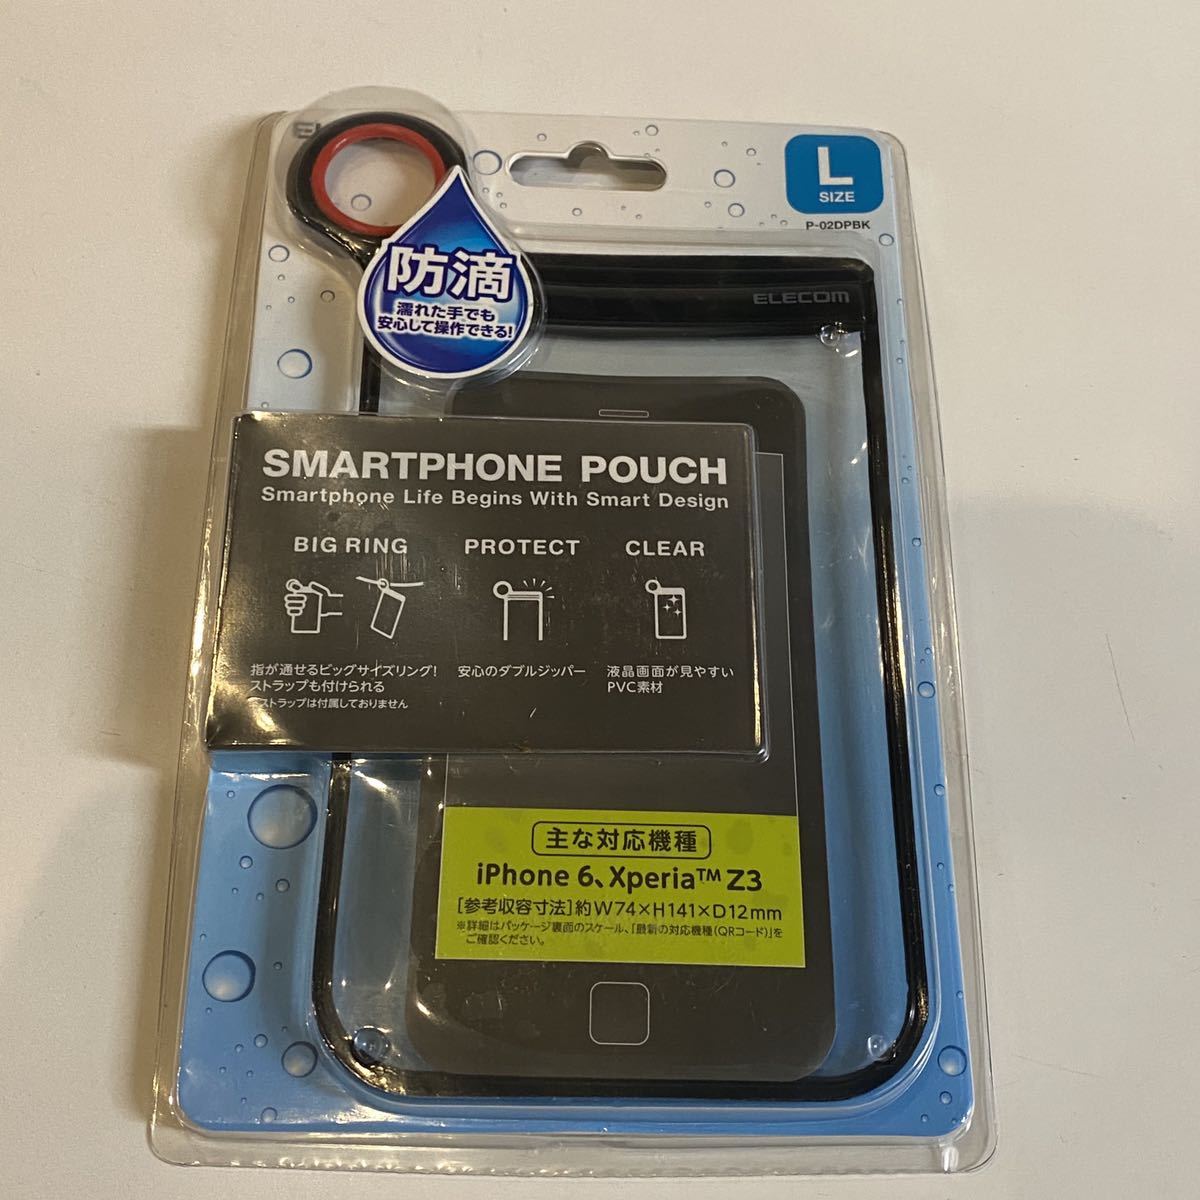 L
SIZE
P-02DPBK
防滴
濡れた手でも
安心して操作できる!
ELECOM
SMARTPHONE POUCH
Smartphone Life Begins With Smart Design
BIG RING
PROTECT
CLEAR
指が通せるビッグサイズリング!
ストラップも付けられる
※ストラップは付属しておりません
安心のダブルジッパー
液晶画面が見やすい
PVC素材
主な対応機種
iPhone 6、Xperia™ Z3
[参考収容寸法]約W74×H141×D12mm
※詳細はパッケージ裏面のスケール、「最新の対応機種(QRコード)」を
ご確認ください。